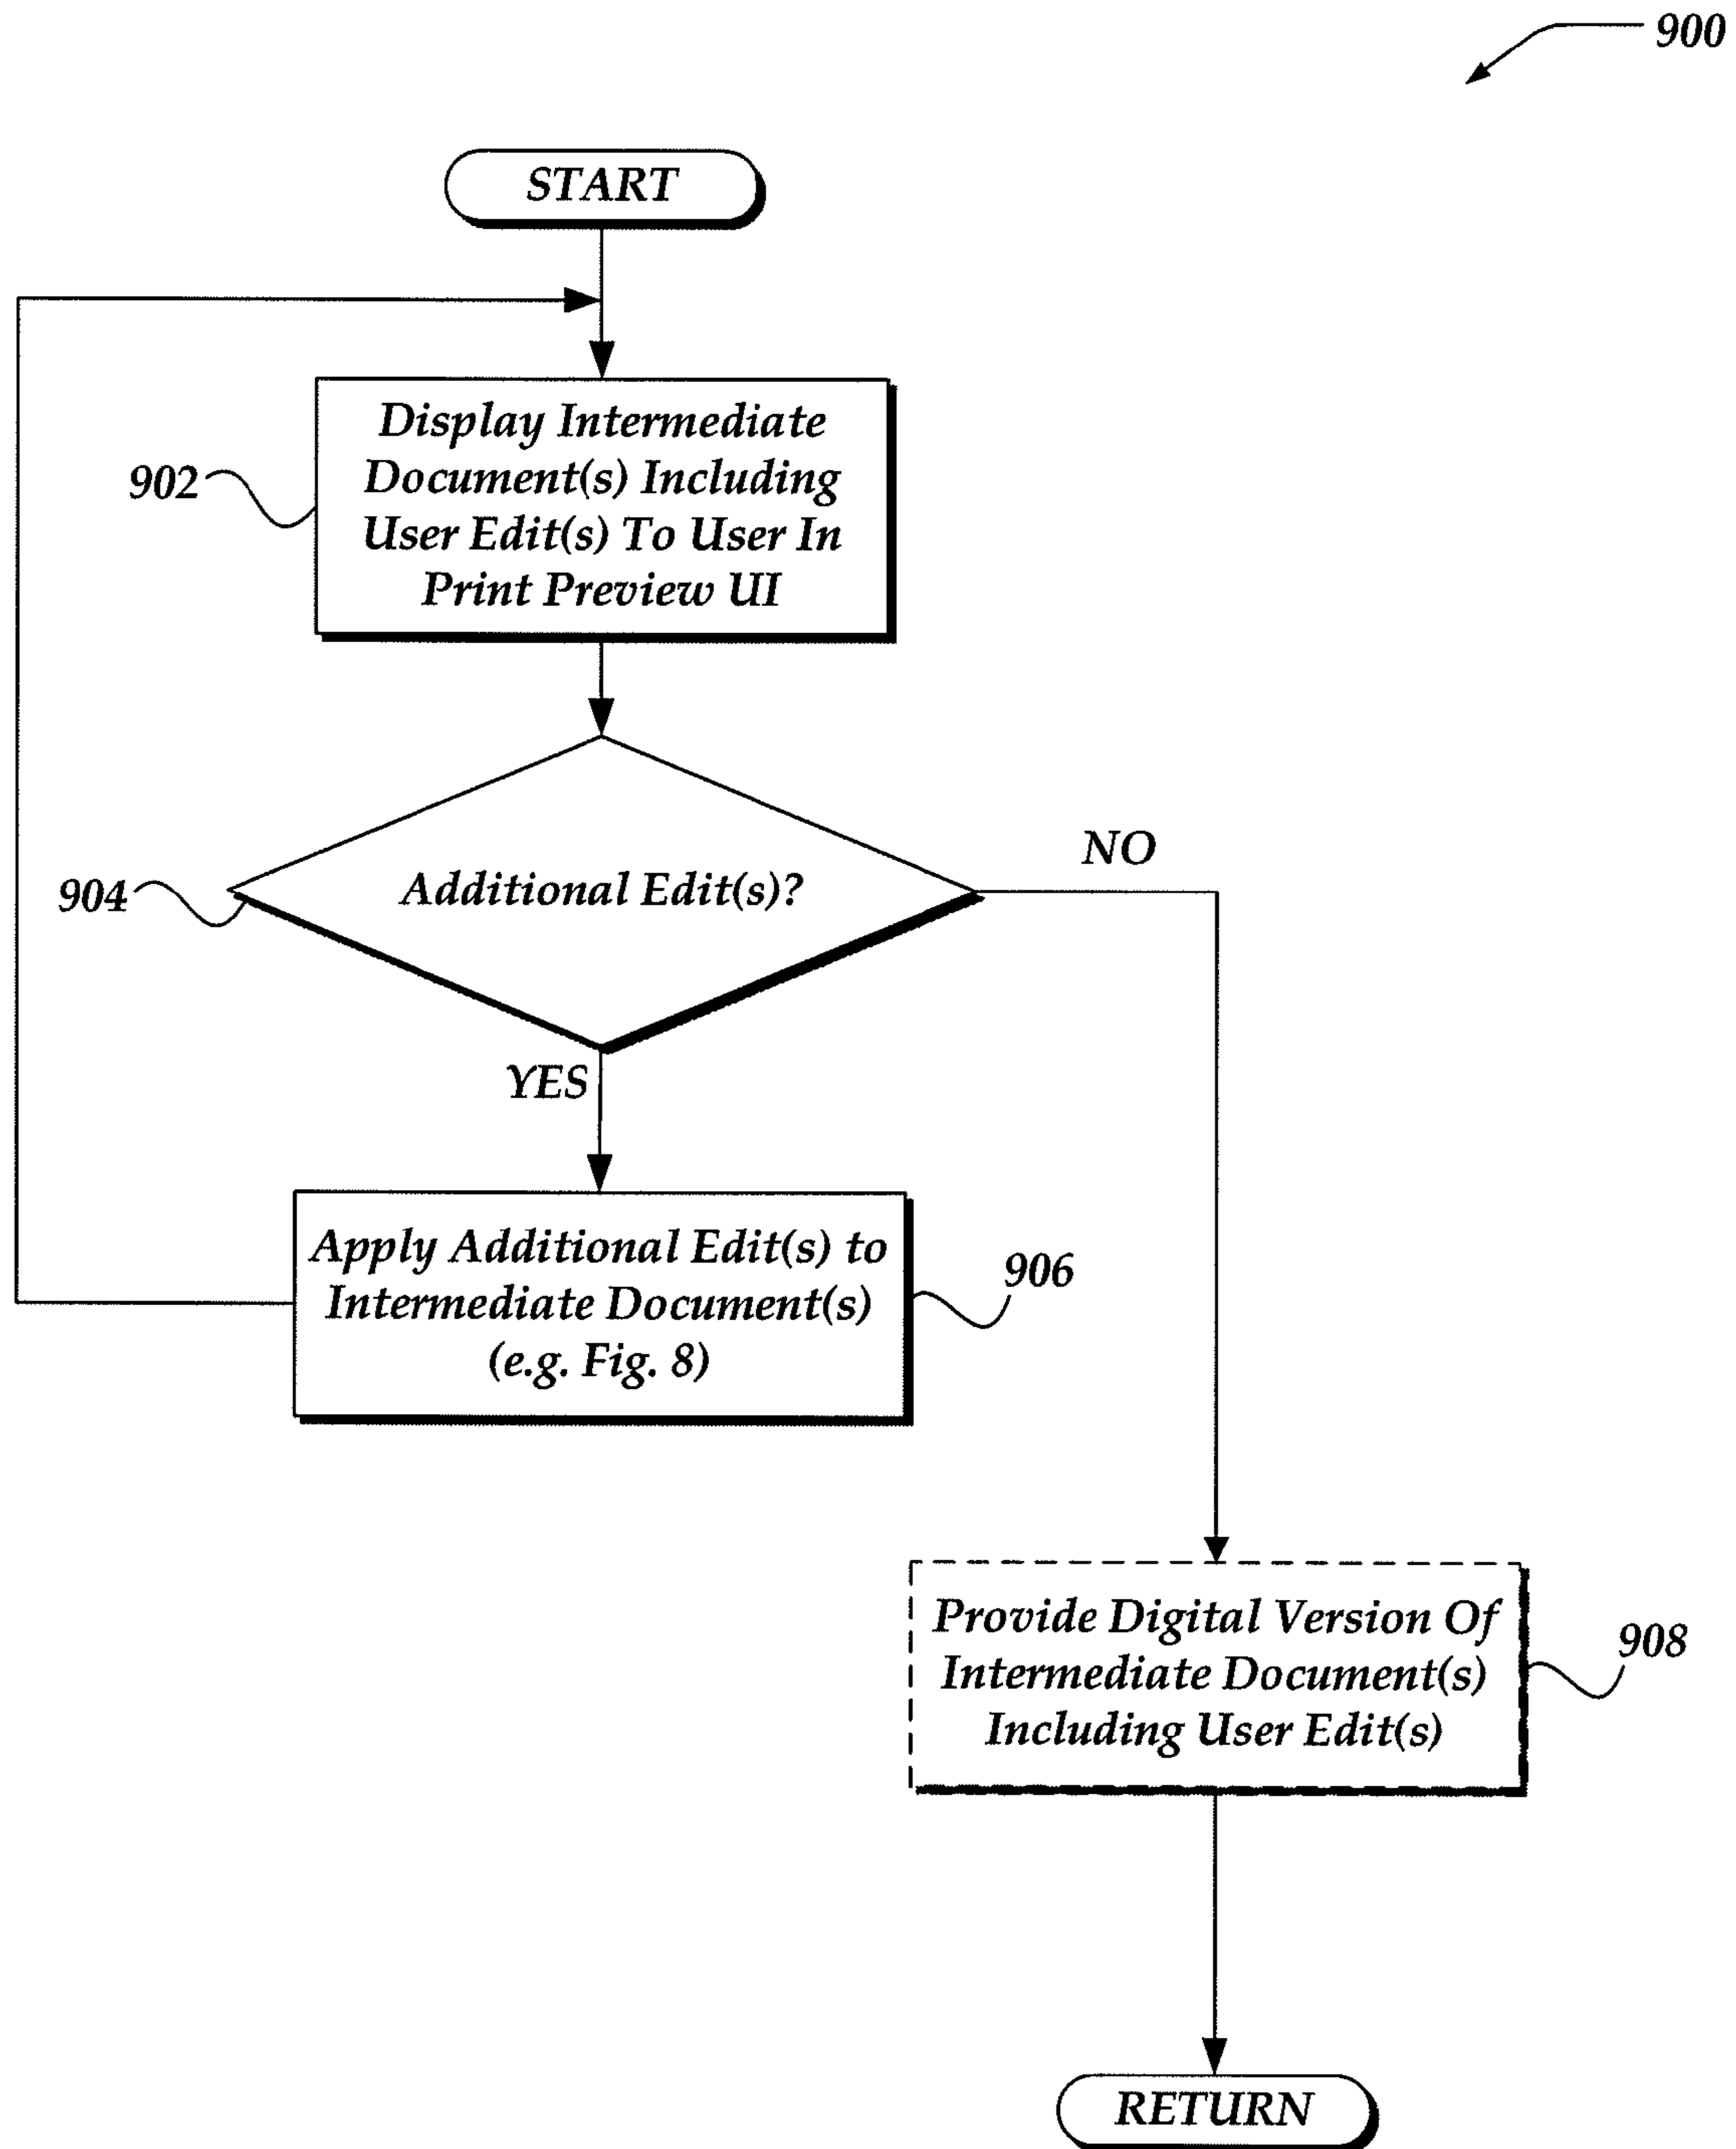 900
START
Display Intermediate
Document(s) Including
User Edit(s) To User In
Print Preview UI
902
Additional Edit(s)?
904
NO
YES
Apply Additional Edit(s) to
Intermediate Document(s)
(e.g. Fig. 8)
906
Provide Digital Version Of
Intermediate Document(s)
Including User Edit(s)
908
RETURN